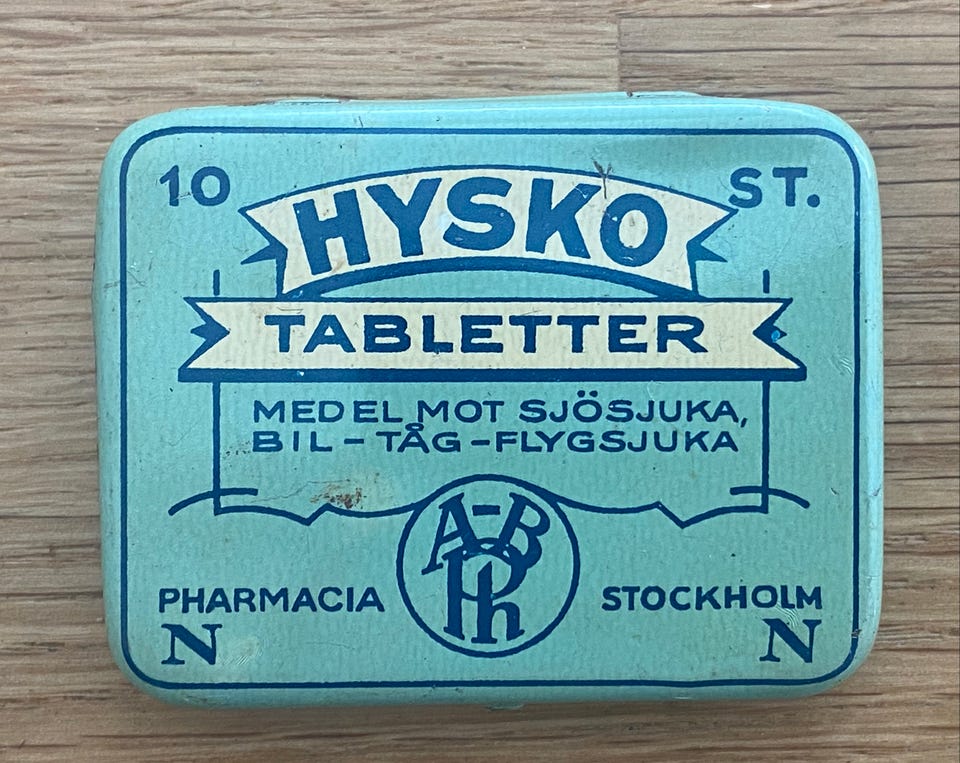 10 HYSKO ST.
TABLETTER
MEDEL MOT SJÖSJUKA,
BIL – TÅG – FLYGSJUKA
A-B
Ph
PHARMACIA STOCKHOLM
N N